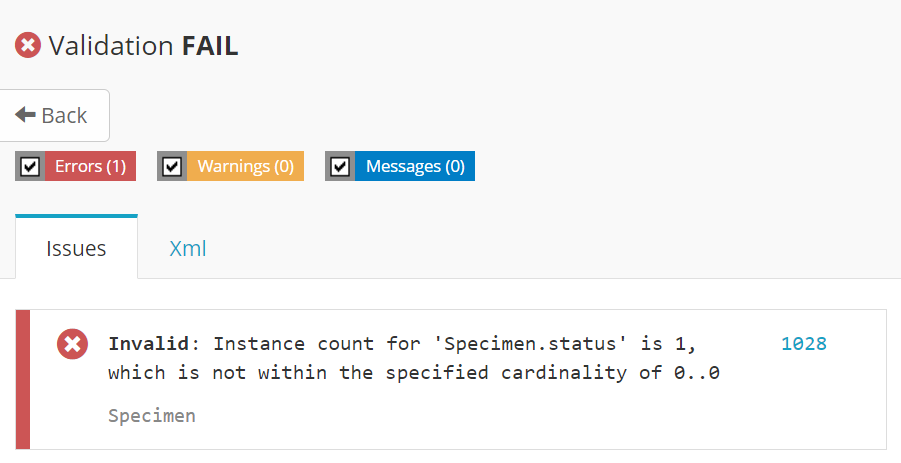 Validation FAIL
Back
Errors (1) Warnings (0) Messages (0)
Issues Xml
Invalid: Instance count for 'Specimen.status' is 1, 1028
which is not within the specified cardinality of 0..0
Specimen